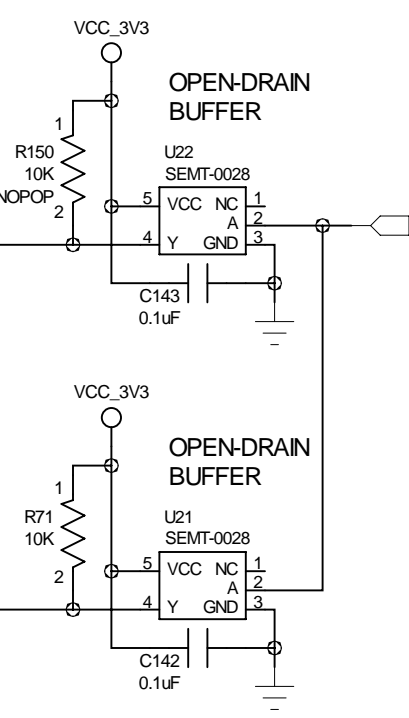 VCC_3V3
OPEN-DRAIN
BUFFER
1
R150
10K
NOPOP
2
U22
SEMT-0028
5 VCC NC 1
A 2
4 Y GND 3
C143
0.1uF
VCC_3V3
OPEN-DRAIN
BUFFER
1
R71
10K
2
U21
SEMT-0028
5 VCC NC 1
A 2
4 Y GND 3
C142
0.1uF